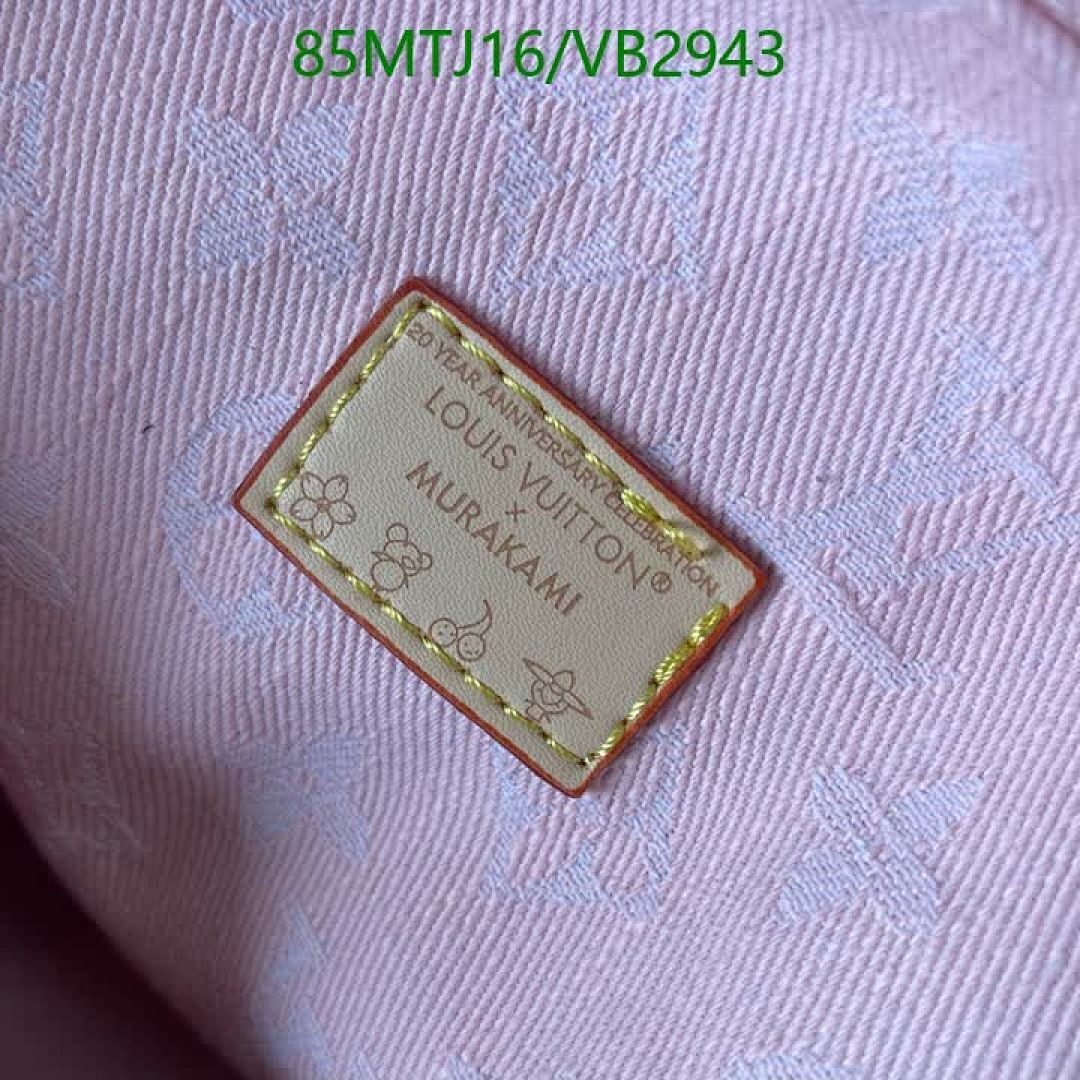 85MTJ16/VB2943
20 YEAR ANNIVERSARY CELEBRATION
LOUIS VUITTON®
×
MURAKAMI